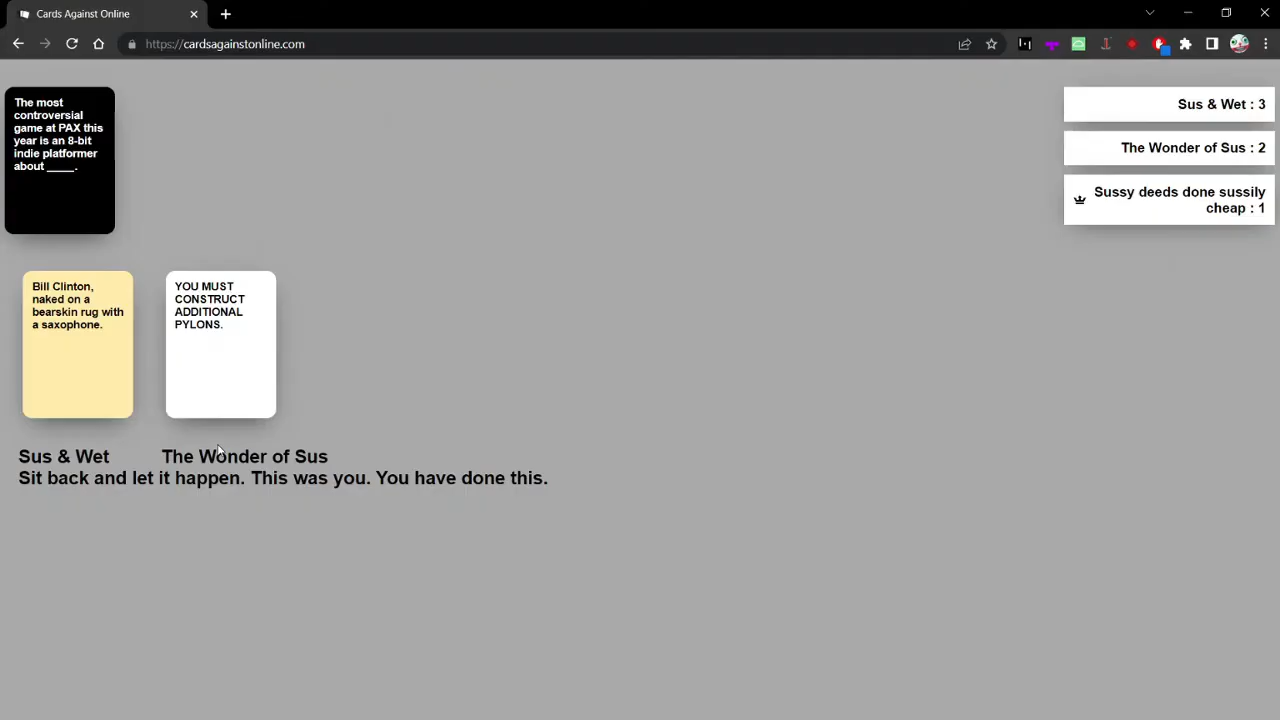 Cards Against Online
https://cardsagainstonline.com
The most
controversial
game at PAX this
year is an 8-bit
indie platformer
about _____.
Sus & Wet : 3
The Wonder of Sus : 2
Sussy deeds done sussily
cheap : 1
Bill Clinton,
naked on a
bearskin rug with
a saxophone.
YOU MUST
CONSTRUCT
ADDITIONAL
PYLONS.
Sus & Wet
The Wonder of Sus
Sit back and let it happen. This was you. You have done this.